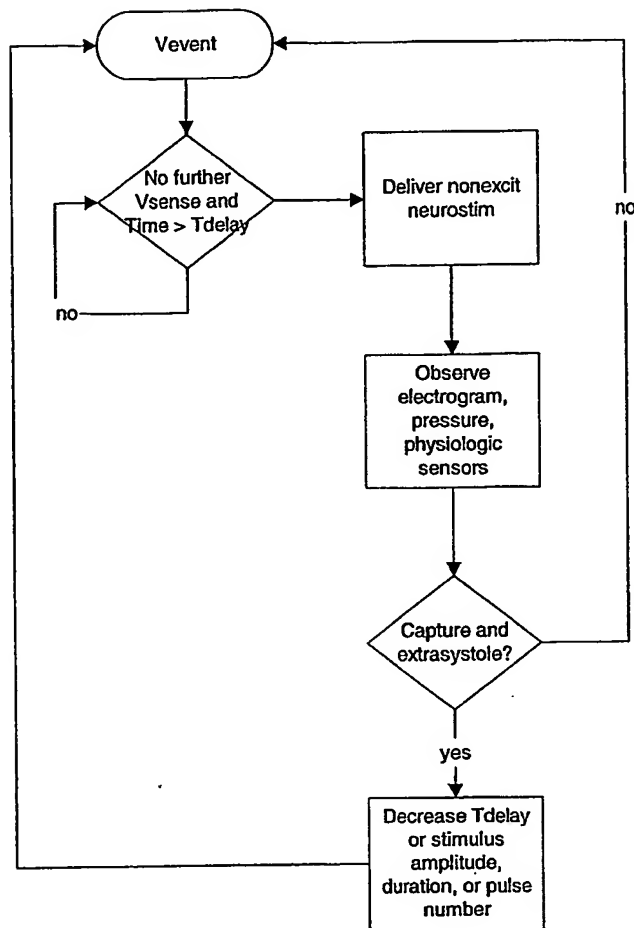 Vevent
No further
Vsense and
Time > Tdelay
no
Deliver nonexcit
neurostim
no
Observe
electrogram,
pressure,
physiologic
sensors
Capture and
extrasystole?
yes
Decrease Tdelay
or stimulus
amplitude,
duration, or pulse
number